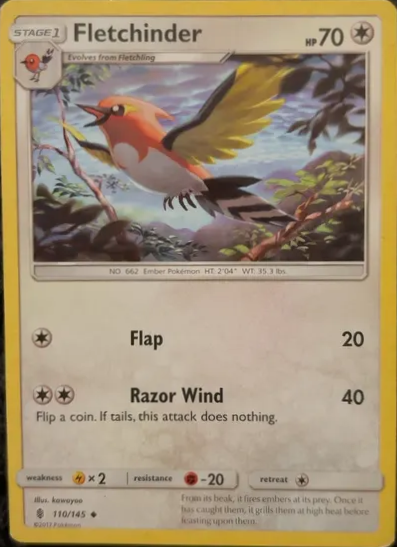 STAGE 1 Fletchinder HP 70
Evolves from Fletchling
NO. 662 Ember Pokémon HT: 2'04" WT: 35.3 lbs.
Flap 20
Razor Wind 40
Flip a coin. If tails, this attack does nothing.
weakness × 2 resistance -20 retreat
Illus. kawayoo
110/145
©2017 Pokémon
From its beak, it fires embers at its prey. Once it
has caught them, it grills them at high heat before
feasting upon them.